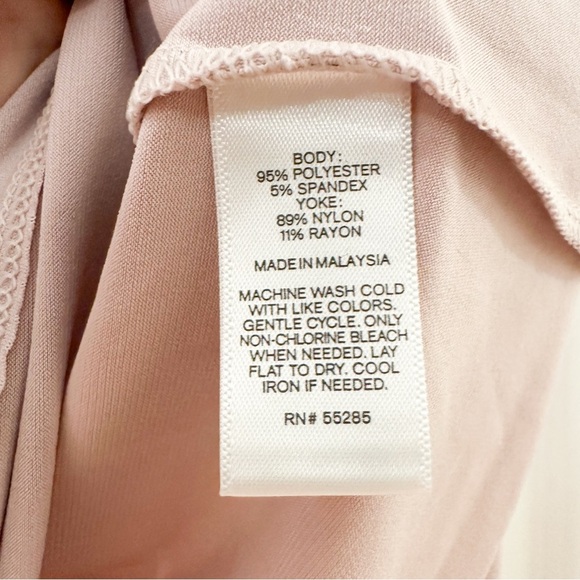 BODY:
95% POLYESTER
5% SPANDEX
YOKE:
89% NYLON
11% RAYON
MADE IN MALAYSIA
MACHINE WASH COLD
WITH LIKE COLORS.
GENTLE CYCLE. ONLY
NON-CHLORINE BLEACH
WHEN NEEDED. LAY
FLAT TO DRY. COOL
IRON IF NEEDED.
RN# 55285